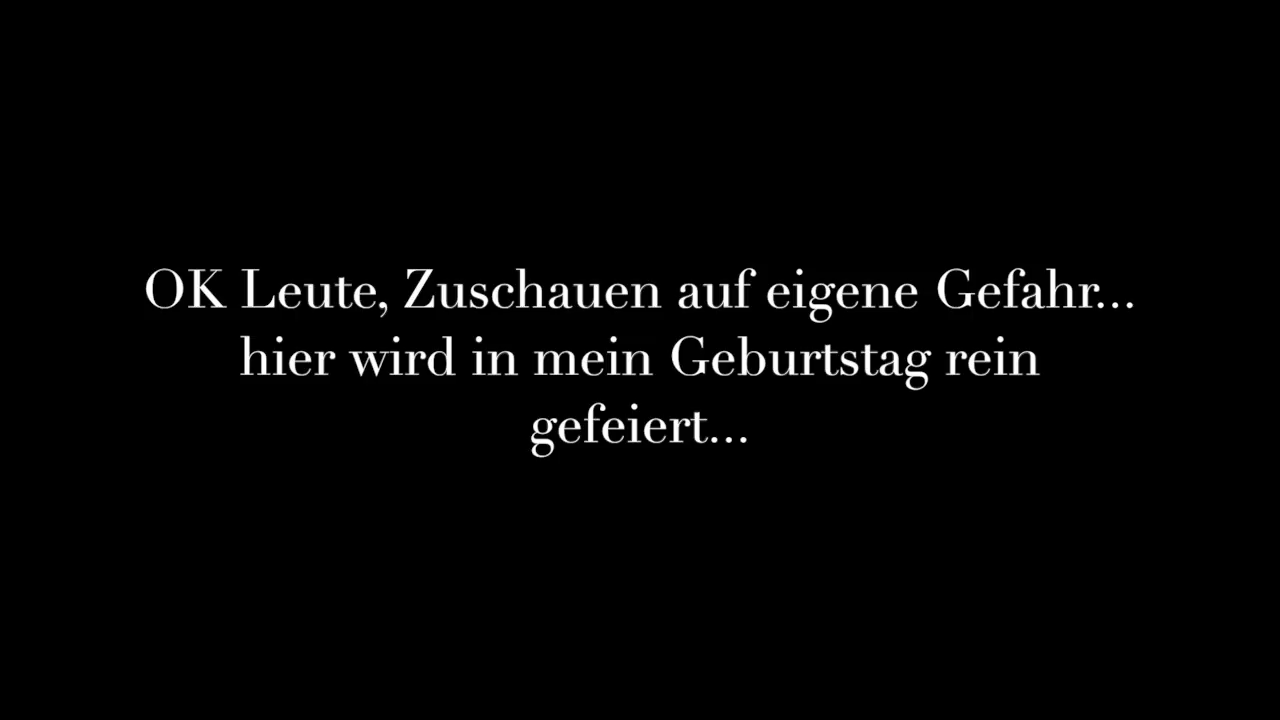 OK Leute, Zuschauen auf eigene Gefahr...
hier wird in mein Geburtstag rein
gefeiert...